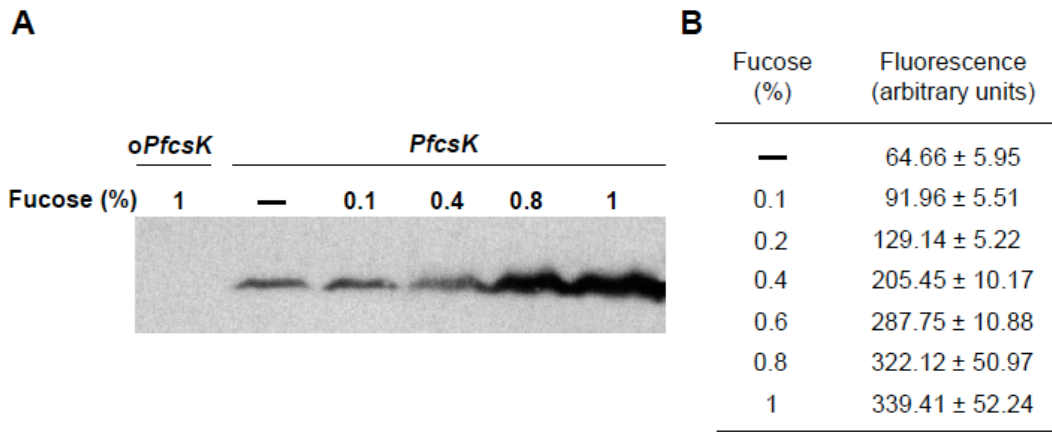 A
oPfcsK PfcsK
Fucose (%) 1 — 0.1 0.4 0.8 1
B
Fucose (%) Fluorescence (arbitrary units)
— 64.66 ± 5.95
0.1 91.96 ± 5.51
0.2 129.14 ± 5.22
0.4 205.45 ± 10.17
0.6 287.75 ± 10.88
0.8 322.12 ± 50.97
1 339.41 ± 52.24